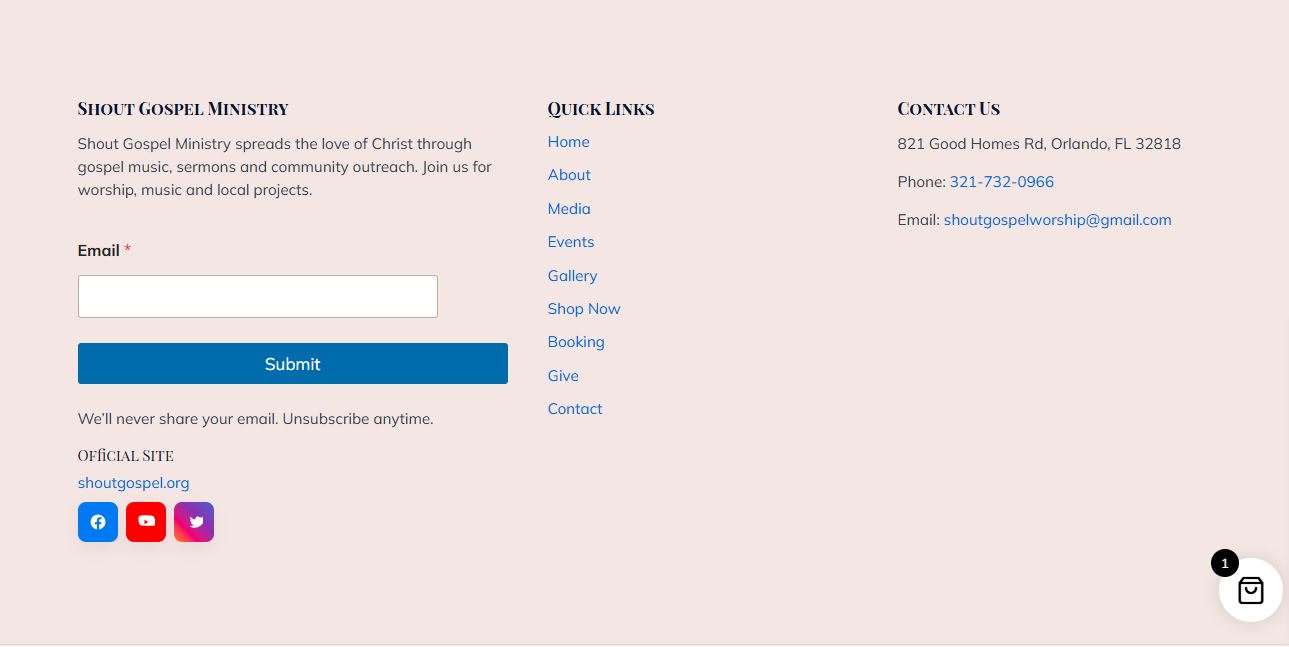 Shout Gospel Ministry
Shout Gospel Ministry spreads the love of Christ through
gospel music, sermons and community outreach. Join us for
worship, music and local projects.
Email *
Submit
We’ll never share your email. Unsubscribe anytime.
Official Site
shoutgospel.org
Quick Links
Home
About
Media
Events
Gallery
Shop Now
Booking
Give
Contact
Contact Us
821 Good Homes Rd, Orlando, FL 32818
Phone: 321-732-0966
Email: shoutgospelworship@gmail.com
1